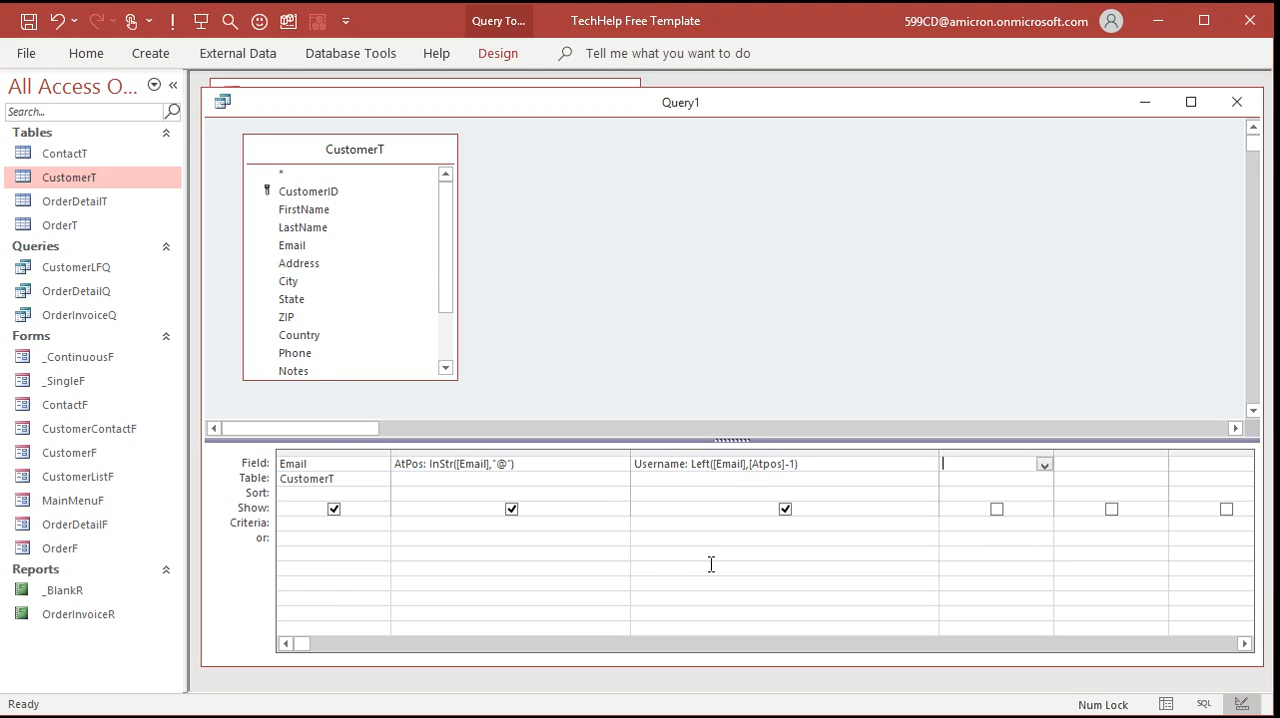 Query To...
TechHelp Free Template
599CD@amicron.onmicrosoft.com
File
Home
Create
External Data
Database Tools
Help
Design
Tell me what you want to do
All Access O...
Search...
Tables
ContactT
CustomerT
OrderDetailT
OrderT
Queries
CustomerLFQ
OrderDetailQ
OrderInvoiceQ
Forms
_ContinuousF
_SingleF
ContactF
CustomerContactF
CustomerF
CustomerListF
MainMenuF
OrderDetailF
OrderF
Reports
_BlankR
OrderInvoiceR
Query1
CustomerT
*
CustomerID
FirstName
LastName
Email
Address
City
State
ZIP
Country
Phone
Notes
Field: Email AtPos: InStr([Email],"@") Username: Left([Email],[Atpos]-1)
Table: CustomerT
Sort:
Show:
Criteria:
or:
Ready
Num Lock
SQL